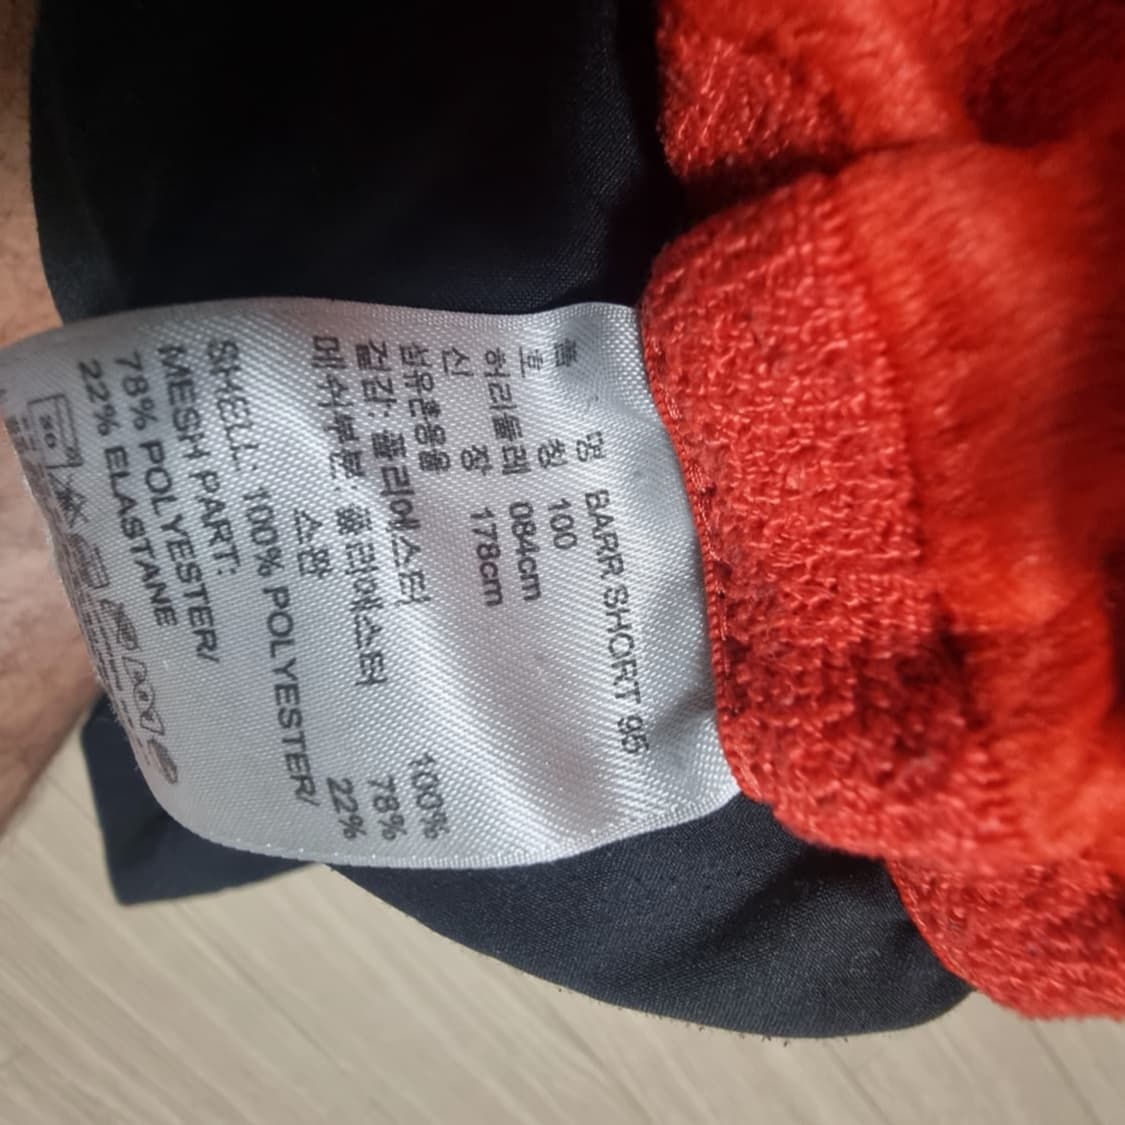 품 명 BARR SHORT 95
호 칭 100
허리둘레 084cm
신 장 178cm
섬유혼용율
겉감: 폴리에스터 100%
메쉬부분: 폴리에스터 78%
스판 22%
SHELL: 100% POLYESTER/
MESH PART:
78% POLYESTER/
22% ELASTANE